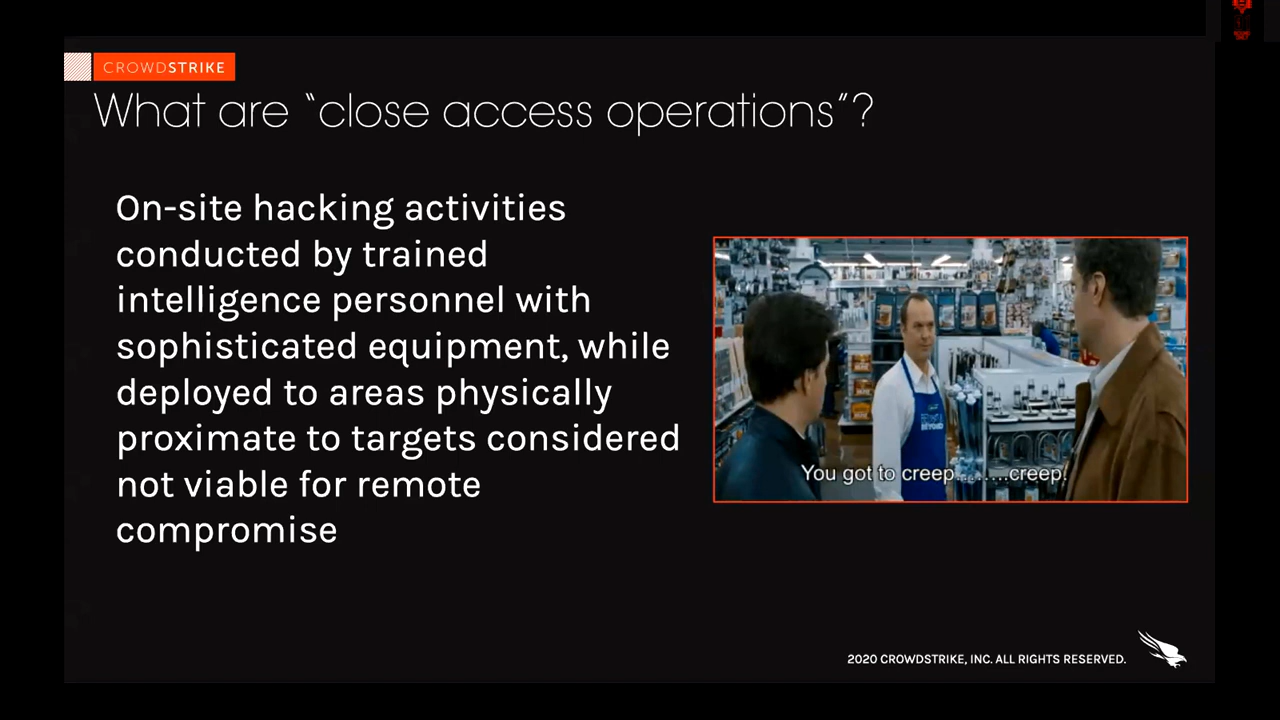 CROWDSTRIKE
What are “close access operations”?
On-site hacking activities
conducted by trained
intelligence personnel with
sophisticated equipment, while
deployed to areas physically
proximate to targets considered
not viable for remote
compromise
BEYOND
You got to creep........creep!
2020 CROWDSTRIKE, INC. ALL RIGHTS RESERVED.